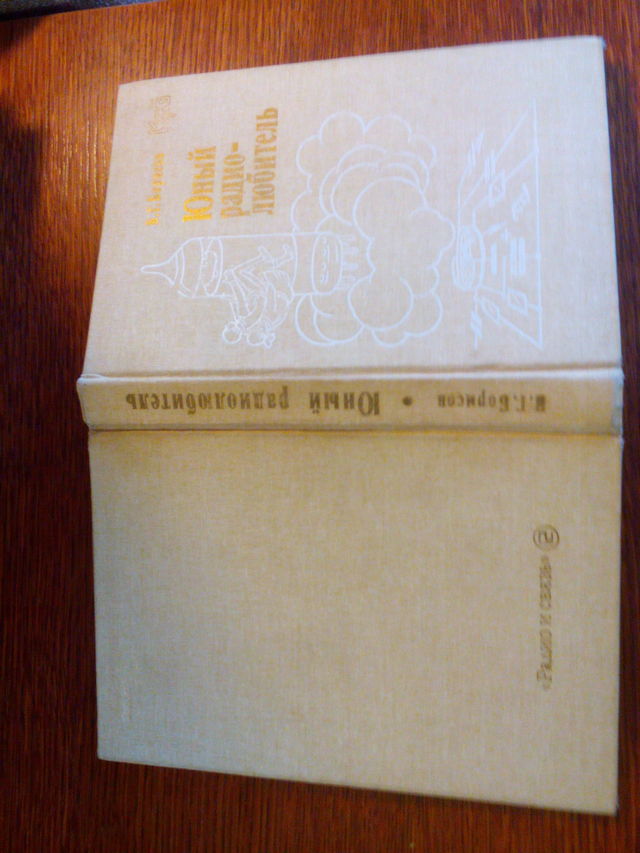 В.Г. Борисов
Юный
радио-
любитель
В.Г. Борисов • Юный радиолюбитель
«Радио и связь»